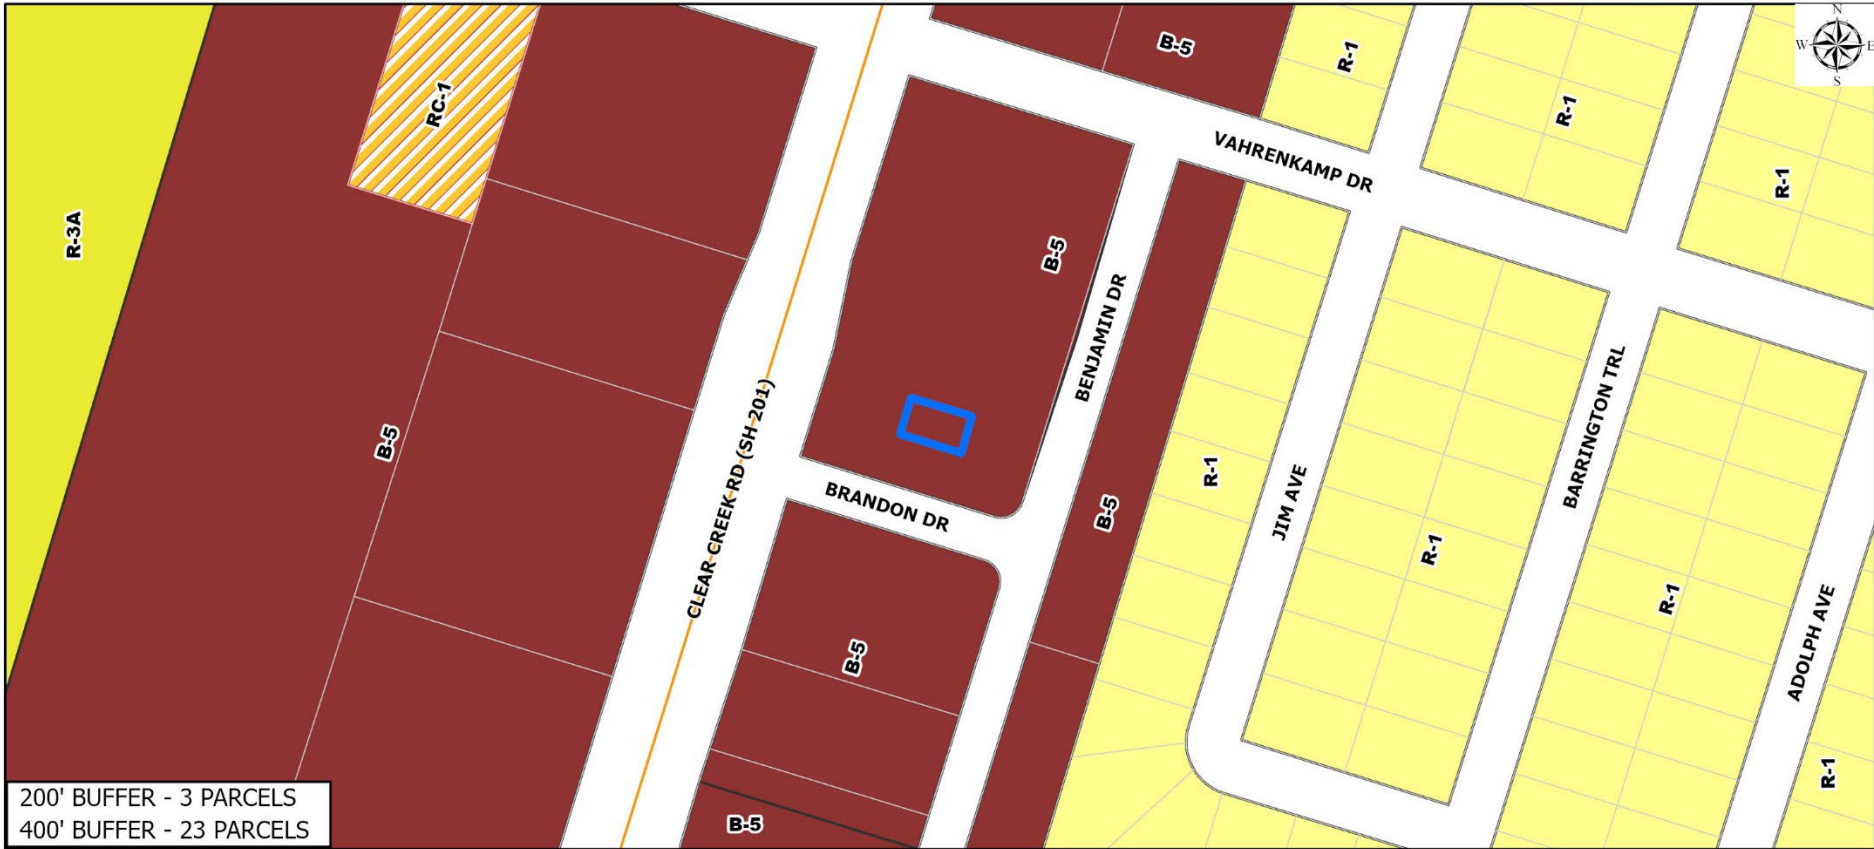 N
W
E
S
B-5
R-1
R-1
R-1
RC-1
VAHRENKAMP DR
R-3A
B-5
BENJAMIN DR
BARRINGTON TRL
B-5
CLEAR CREEK RD (SH 201)
R-1
JIM AVE
BRANDON DR
B-5
R-1
R-1
ADOLPH AVE
B-5
R-1
B-5
200' BUFFER - 3 PARCELS
400' BUFFER - 23 PARCELS